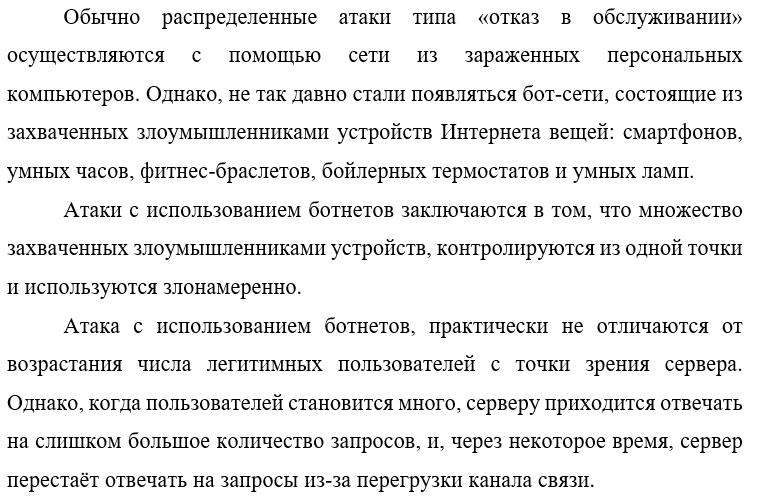 Обычно распределенные атаки типа «отказ в обслуживании»
осуществляются с помощью сети из зараженных персональных
компьютеров. Однако, не так давно стали появляться бот-сети, состоящие из
захваченных злоумышленниками устройств Интернета вещей: смартфонов,
умных часов, фитнес-браслетов, бойлерных термостатов и умных ламп.
Атаки с использованием ботнетов заключаются в том, что множество
захваченных злоумышленниками устройств, контролируются из одной точки
и используются злонамеренно.
Атака с использованием ботнетов, практически не отличаются от
возрастания числа легитимных пользователей с точки зрения сервера.
Однако, когда пользователей становится много, серверу приходится отвечать
на слишком большое количество запросов, и, через некоторое время, сервер
перестаёт отвечать на запросы из-за перегрузки канала связи.